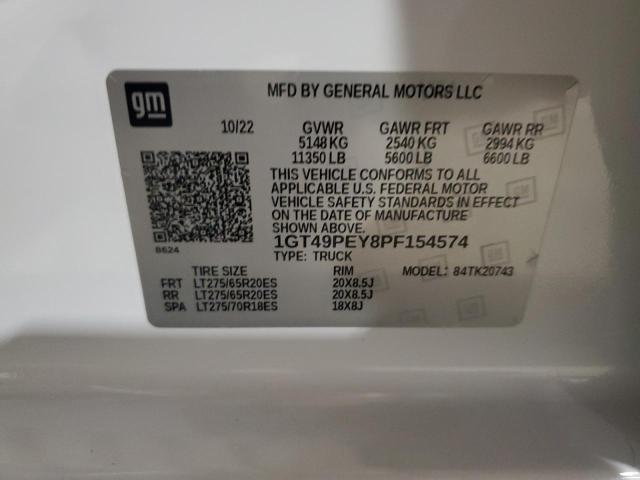 gm
MFD BY GENERAL MOTORS LLC
10/22 GVWR GAWR FRT GAWR RR
5148 KG 2540 KG 2994 KG
11350 LB 5600 LB 6600 LB
THIS VEHICLE CONFORMS TO ALL
APPLICABLE U.S. FEDERAL MOTOR
VEHICLE SAFETY STANDARDS IN EFFECT
ON THE DATE OF MANUFACTURE
SHOWN ABOVE.
1GT49PEY8PF154574
8624
TYPE: TRUCK
TIRE SIZE RIM MODEL: 84TK20743
FRT LT275/65R20ES 20X8.5J
RR LT275/65R20ES 20X8.5J
SPA LT275/70R18ES 18X8J